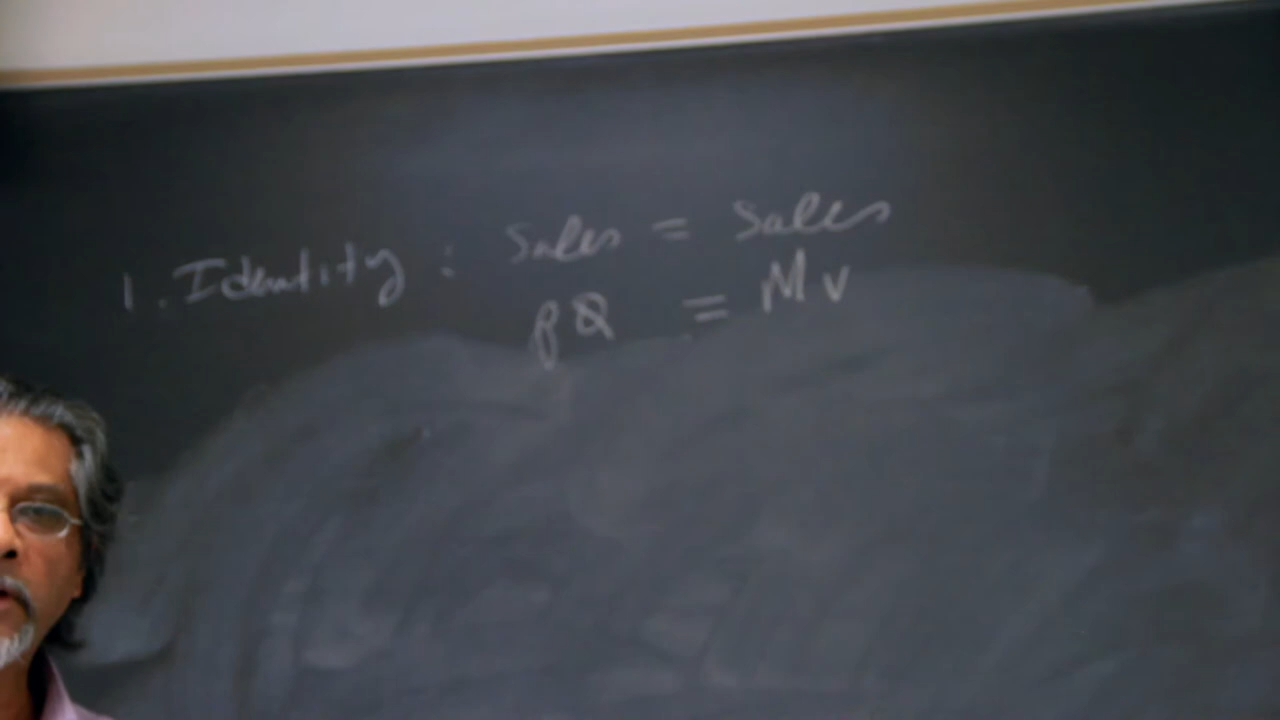 1. Identity: Sales = Sales
PQ = MV